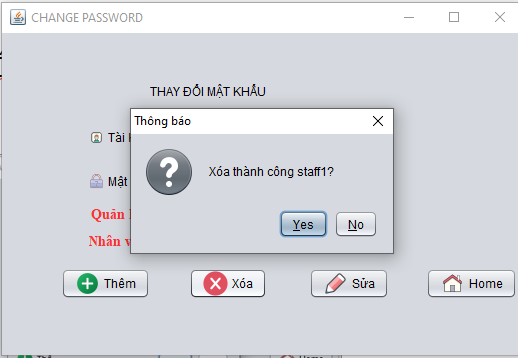 CHANGE PASSWORD
THAY ĐỔI MẬT KHẨU
Thông báo
Tài
Xóa thành công staff1?
Mật
Yes
No
Quản
Nhân
Thêm
Xóa
Sửa
Home